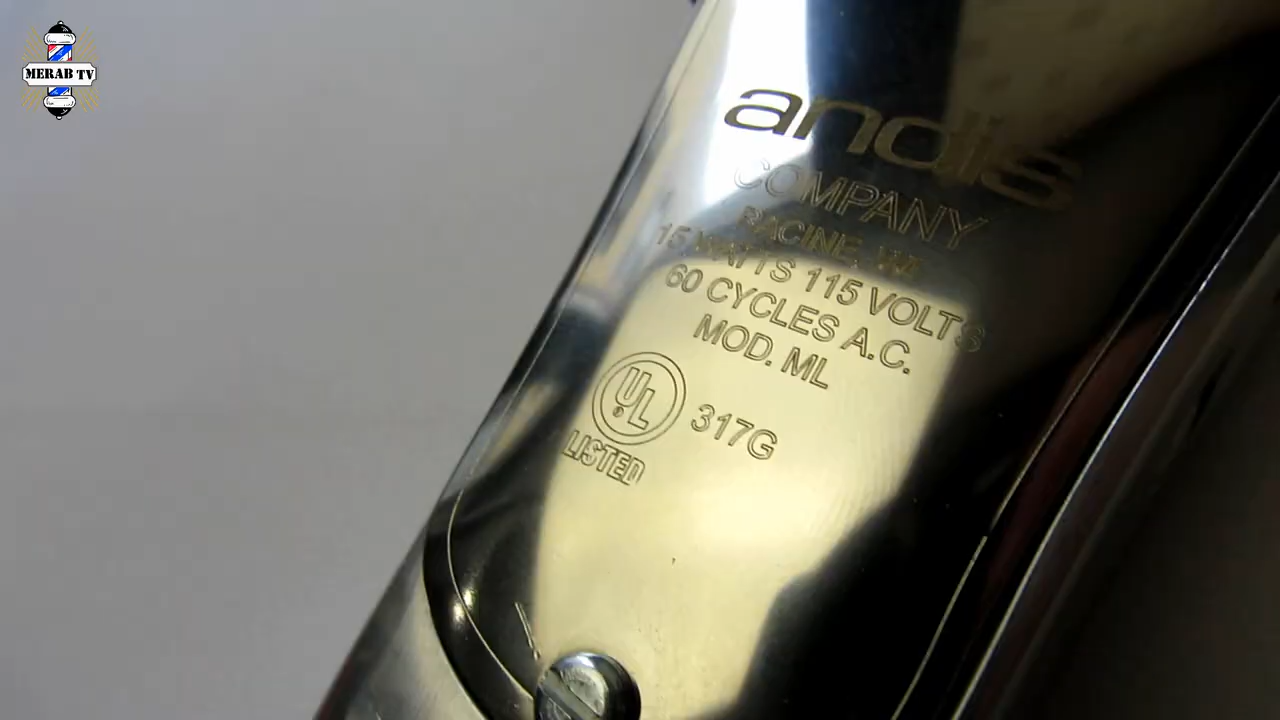 MERAB TV
andis
COMPANY
RACINE, WI
15 WATTS 115 VOLTS
60 CYCLES A.C.
MOD. ML
UL
LISTED
317G